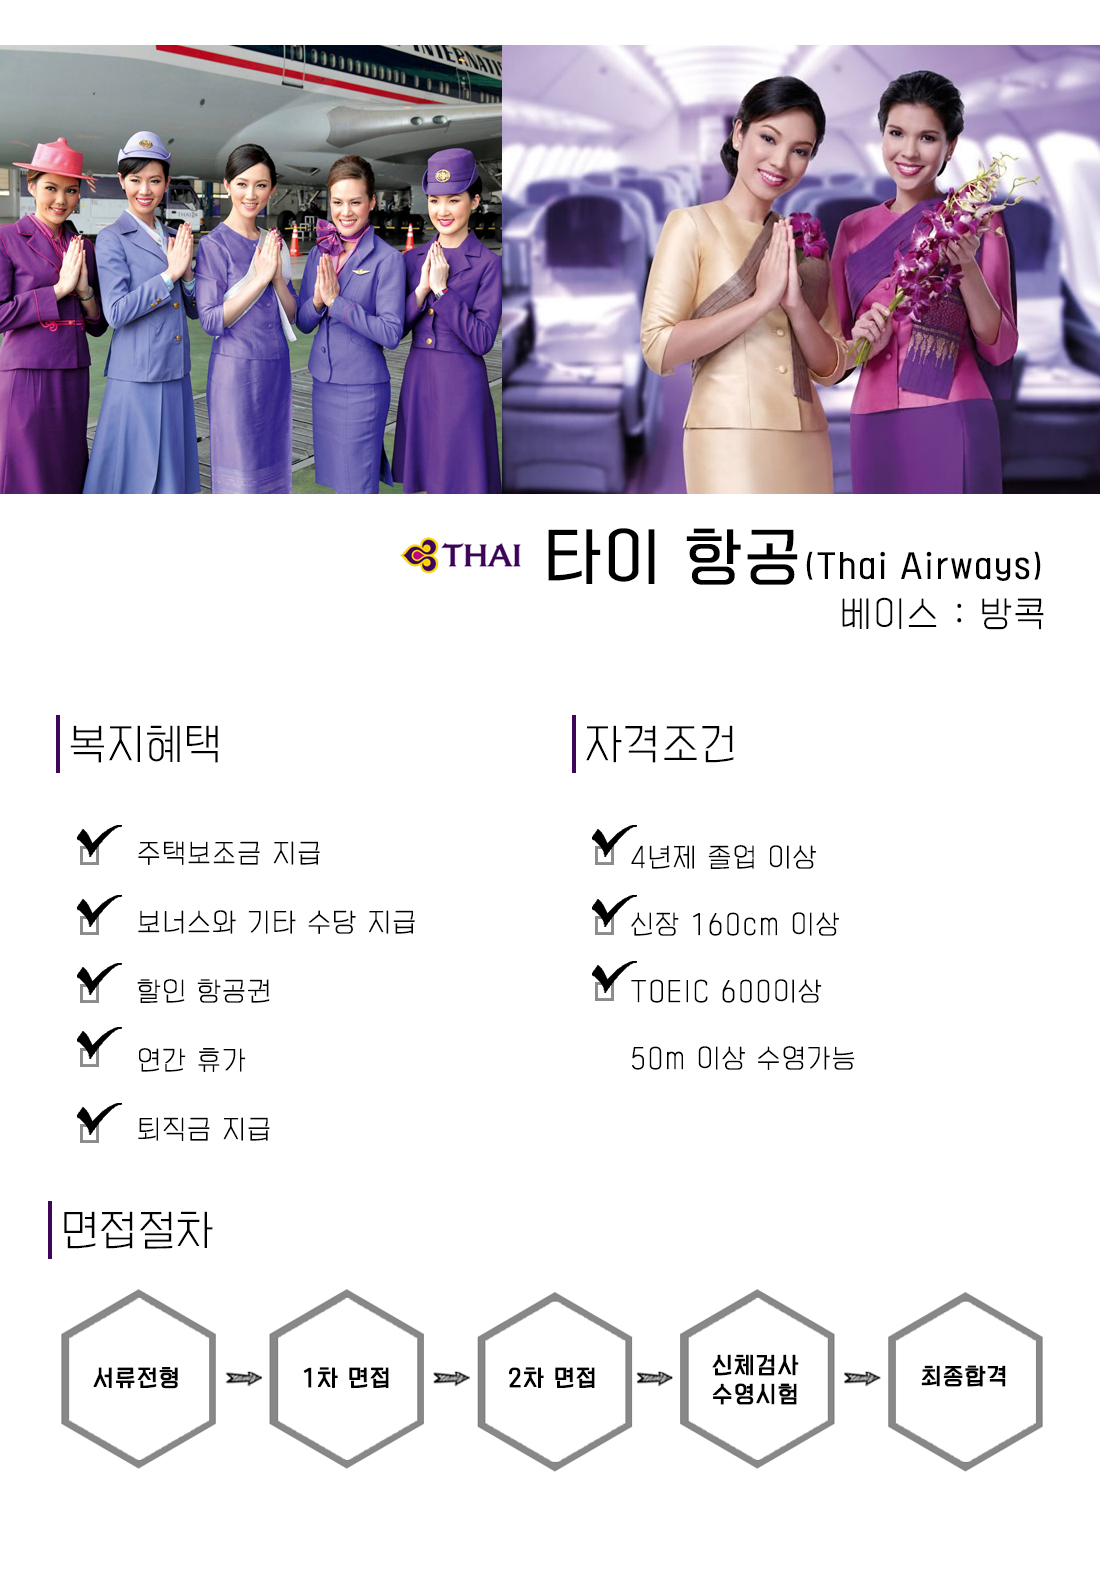 INTERNATI
THAI
THAI
타이 항공(Thai Airways)
베이스 : 방콕
복지혜택
주택보조금 지급
보너스와 기타 수당 지급
할인 항공권
연간 휴가
퇴직금 지급
자격조건
4년제 졸업 이상
신장 160cm 이상
TOEIC 600이상
50m 이상 수영가능
면접절차
서류전형
1차 면접
2차 면접
신체검사
수영시험
최종합격